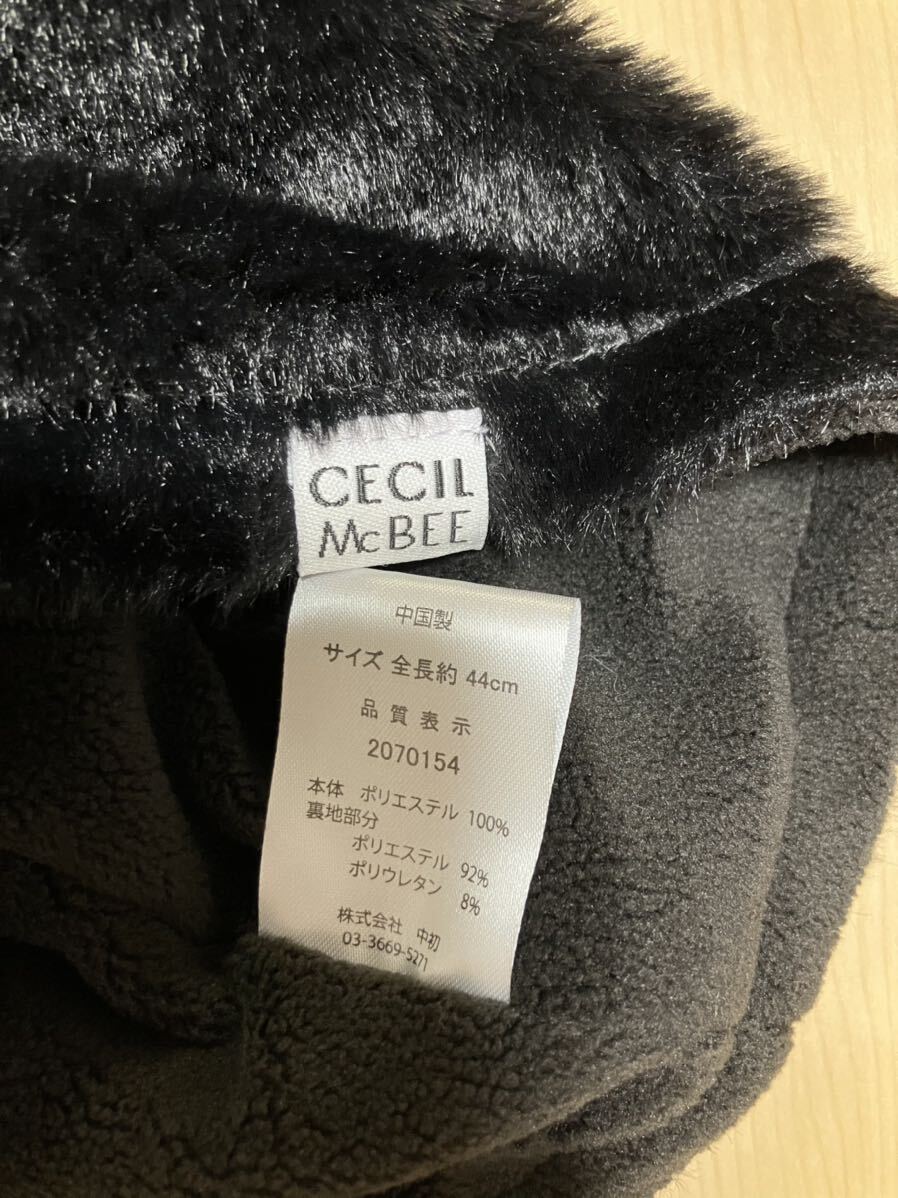 CECIL
McBEE
中国製
サイズ 全長約 44cm
品質表示
2070154
本体 ポリエステル 100%
裏地部分
ポリエステル 92%
ポリウレタン 8%
株式会社 中初
03-3669-5271